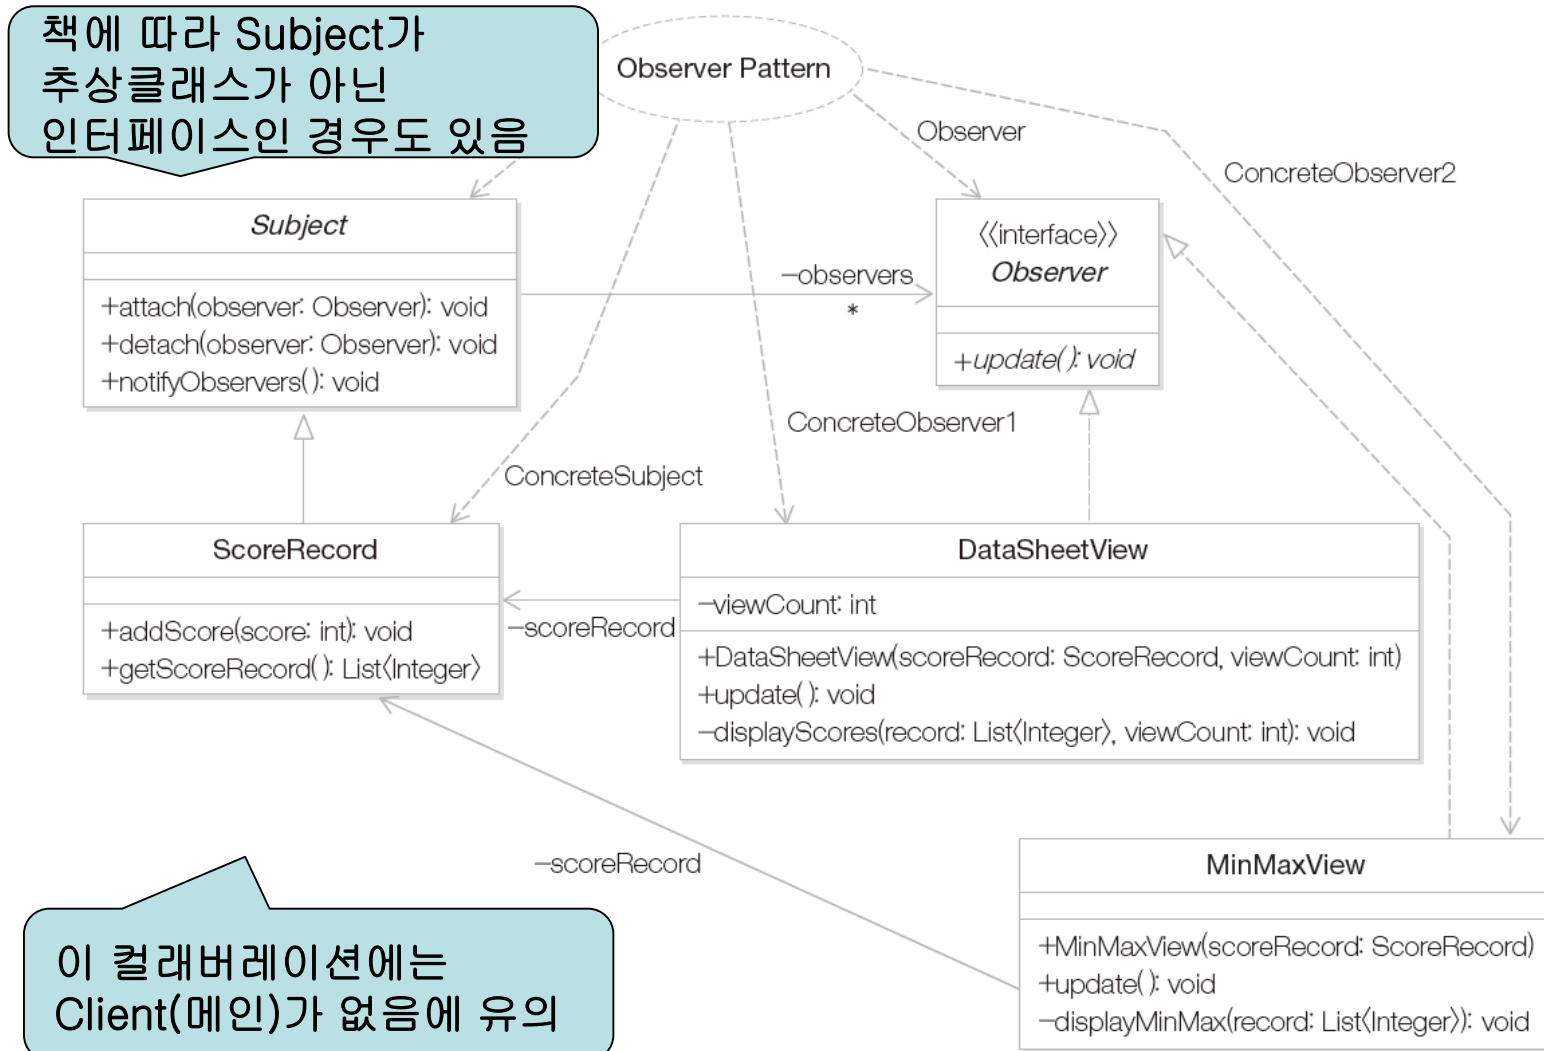 책에 따라 Subject가
추상클래스가 아닌
인터페이스인 경우도 있음
Observer Pattern
Observer
ConcreteObserver2
Subject
+attach(observer: Observer): void
+detach(observer: Observer): void
+notifyObservers(): void
-observers
*
<<interface>>
Observer
+update(): void
ConcreteObserver1
ConcreteSubject
ScoreRecord
+addScore(score: int): void
+getScoreRecord(): List<Integer>
-scoreRecord
DataSheetView
-viewCount: int
+DataSheetView(scoreRecord: ScoreRecord, viewCount: int)
+update(): void
-displayScores(record: List<Integer>, viewCount: int): void
-scoreRecord
MinMaxView
+MinMaxView(scoreRecord: ScoreRecord)
+update(): void
-displayMinMax(record: List<Integer>): void
이 컬래버레이션에는
Client(메인)가 없음에 유의